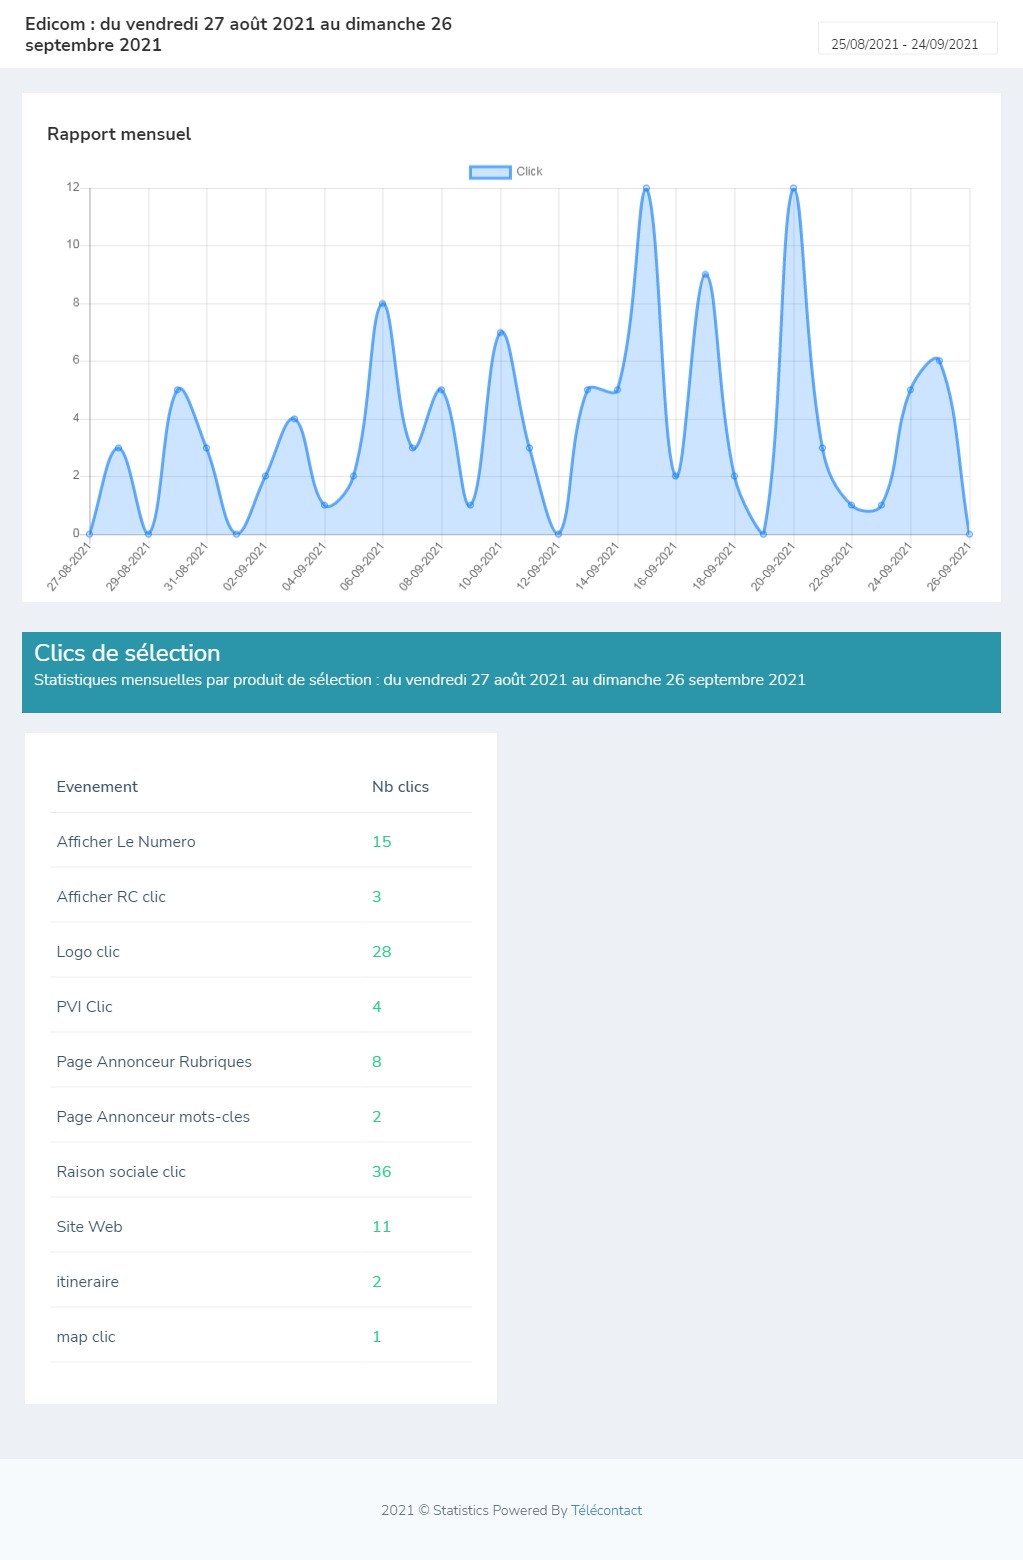 Edicom : du vendredi 27 août 2021 au dimanche 26
septembre 2021
25/08/2021 - 24/09/2021
Rapport mensuel
Click
12
10
8
6
4
2
0
27-08-2021 29-08-2021 31-08-2021 02-09-2021 04-09-2021 06-09-2021 08-09-2021 10-09-2021 12-09-2021 14-09-2021 16-09-2021 18-09-2021 20-09-2021 22-09-2021 24-09-2021 26-09-2021
Clics de sélection
Statistiques mensuelles par produit de sélection : du vendredi 27 août 2021 au dimanche 26 septembre 2021
Evenement Nb clics
Afficher Le Numero 15
Afficher RC clic 3
Logo clic 28
PVI Clic 4
Page Annonceur Rubriques 8
Page Annonceur mots-cles 2
Raison sociale clic 36
Site Web 11
itineraire 2
map clic 1
2021 © Statistics Powered By Télécontact